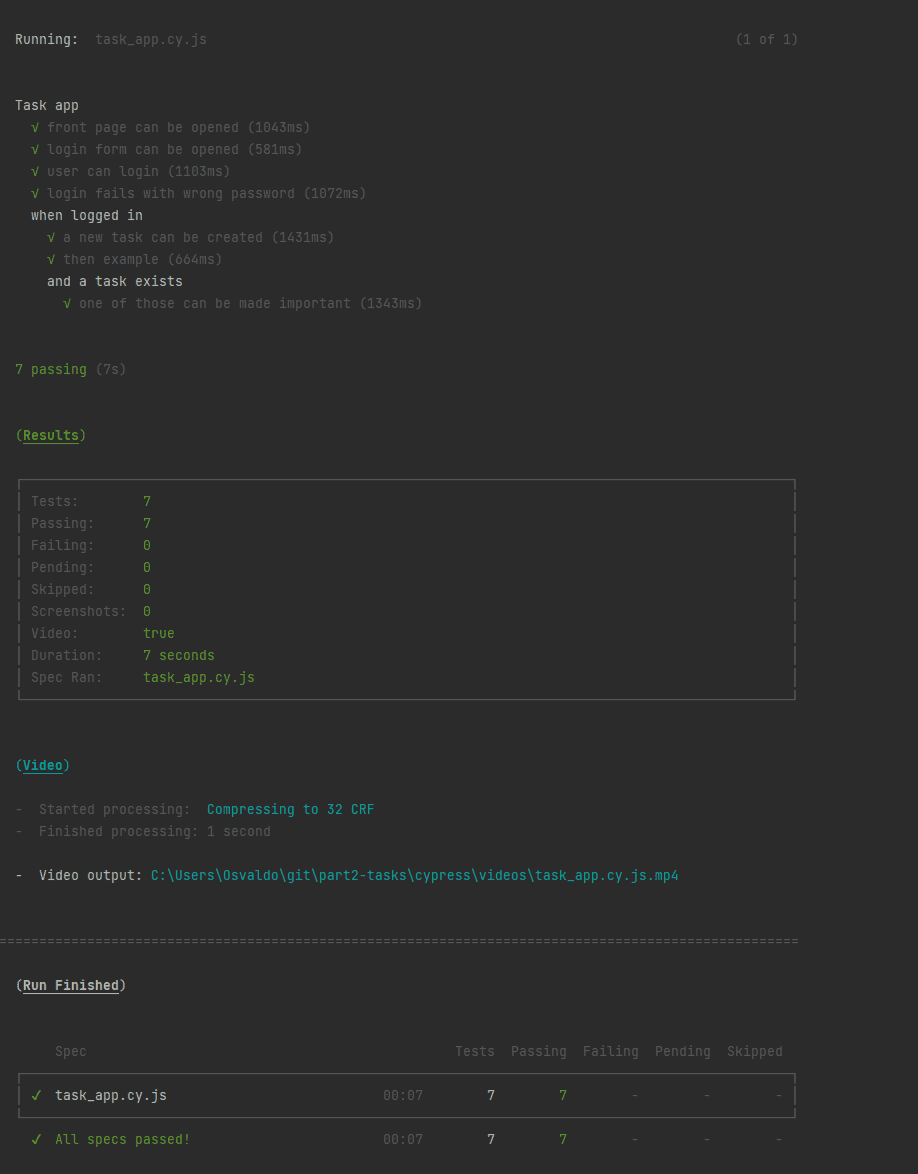 Running:  task_app.cy.js (1 of 1)
Task app
√ front page can be opened (1043ms)
√ login form can be opened (581ms)
√ user can login (1103ms)
√ login fails with wrong password (1072ms)
when logged in
√ a new task can be created (1431ms)
√ then example (664ms)
and a task exists
√ one of those can be made important (1343ms)
7 passing (7s)
(Results)
Tests: 7
Passing: 7
Failing: 0
Pending: 0
Skipped: 0
Screenshots: 0
Video: true
Duration: 7 seconds
Spec Ran: task_app.cy.js
(Video)
- Started processing: Compressing to 32 CRF
- Finished processing: 1 second
- Video output: C:\Users\Osvaldo\git\part2-tasks\cypress\videos\task_app.cy.js.mp4
====================================================================================================
(Run Finished)
Spec Tests Passing Failing Pending Skipped
✓ task_app.cy.js 00:07 7 7 - - -
✓ All specs passed! 00:07 7 7 - - -